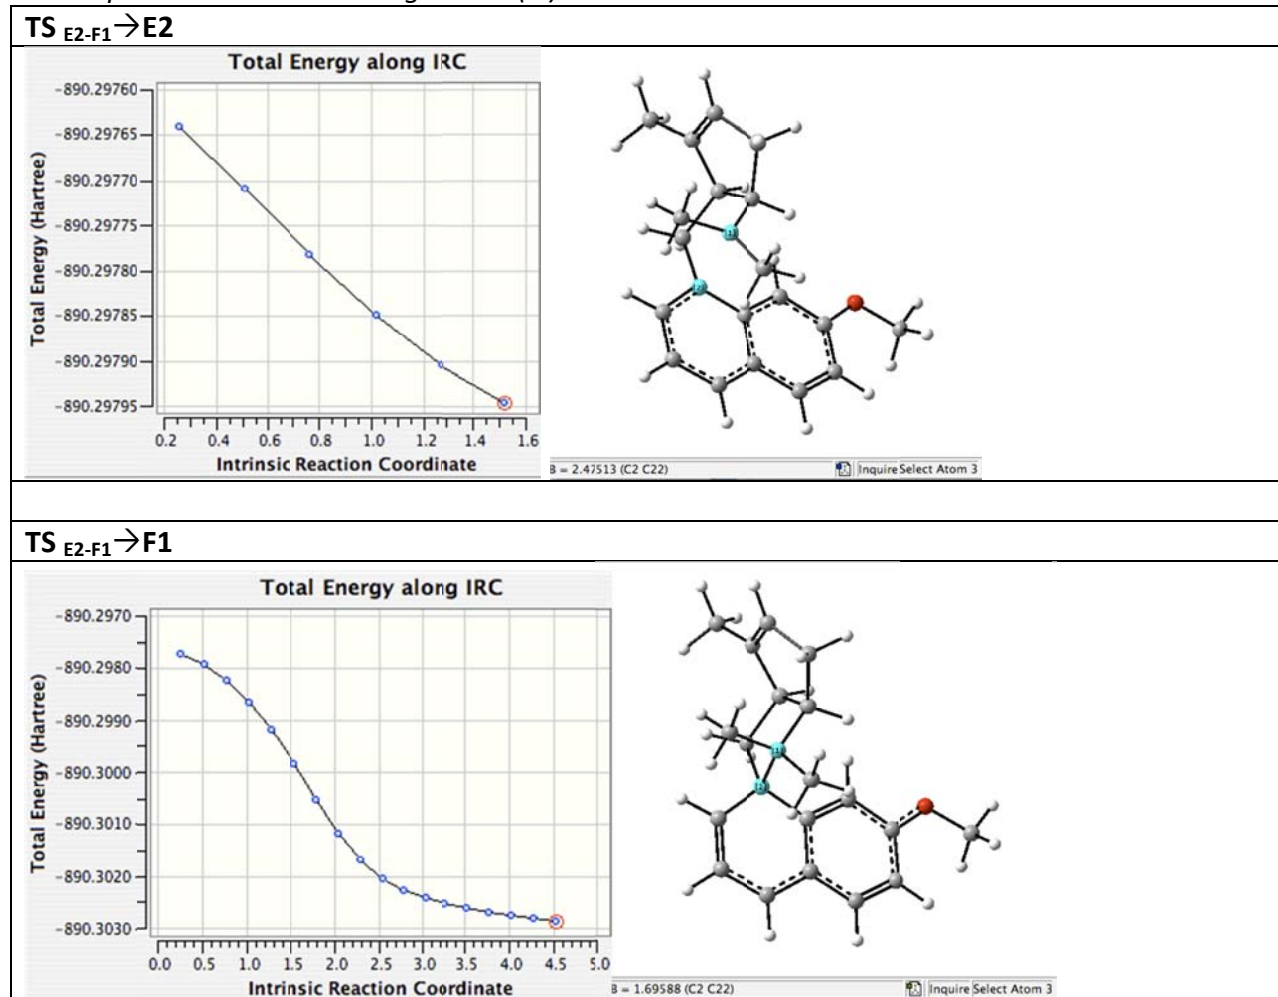 TS E2-F1→E2
Total Energy along IRC
Total Energy (Hartree)
-890.29760
-890.29765
-890.29770
-890.29775
-890.29780
-890.29785
-890.29790
-890.29795
0.2 0.4 0.6 0.8 1.0 1.2 1.4 1.6
Intrinsic Reaction Coordinate
B = 2.47513 (C2 C22)
Inquire Select Atom 3
TS E2-F1→F1
Total Energy along IRC
Total Energy (Hartree)
-890.2970
-890.2980
-890.2990
-890.3000
-890.3010
-890.3020
-890.3030
0.0 0.5 1.0 1.5 2.0 2.5 3.0 3.5 4.0 4.5 5.0
Intrinsic Reaction Coordinate
B = 1.69588 (C2 C22)
Inquire Select Atom 3